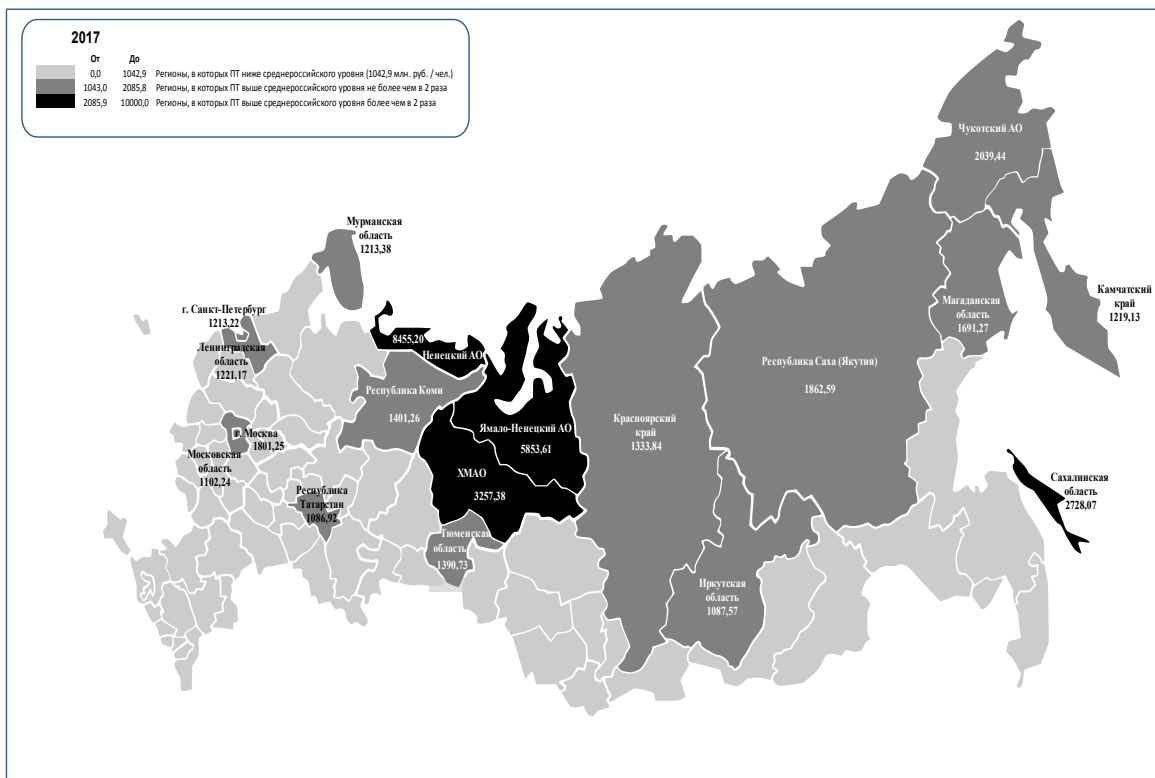 2017
От До
0,0 1042,9 Регионы, в которых ПТ ниже среднероссийского уровня (1042,9 млн. руб. / чел.)
1043,0 2085,8 Регионы, в которых ПТ выше среднероссийского уровня не более чем в 2 раза
2085,9 10000,0 Регионы, в которых ПТ выше среднероссийского уровня более чем в 2 раза
Чукотский АО
2039,44
Мурманская
область
1213,38
Камчатский
край
1219,13
Магаданская
область
1691,27
г. Санкт-Петербург
1213,22
Ленинградская
область
1221,17
8455,20
Ненецкий АО
Республика Саха (Якутия)
1862,59
Республика Коми
1401,26
Красноярский
край
1333,84
Ямало-Ненецкий АО
5853,61
г. Москва
1801,25
Московская
область
1102,24
ХМАО
3257,38
Сахалинская
область
2728,07
Республика
Татарстан
1086,92
Тюменская
область
1390,73
Иркутская
область
1087,57